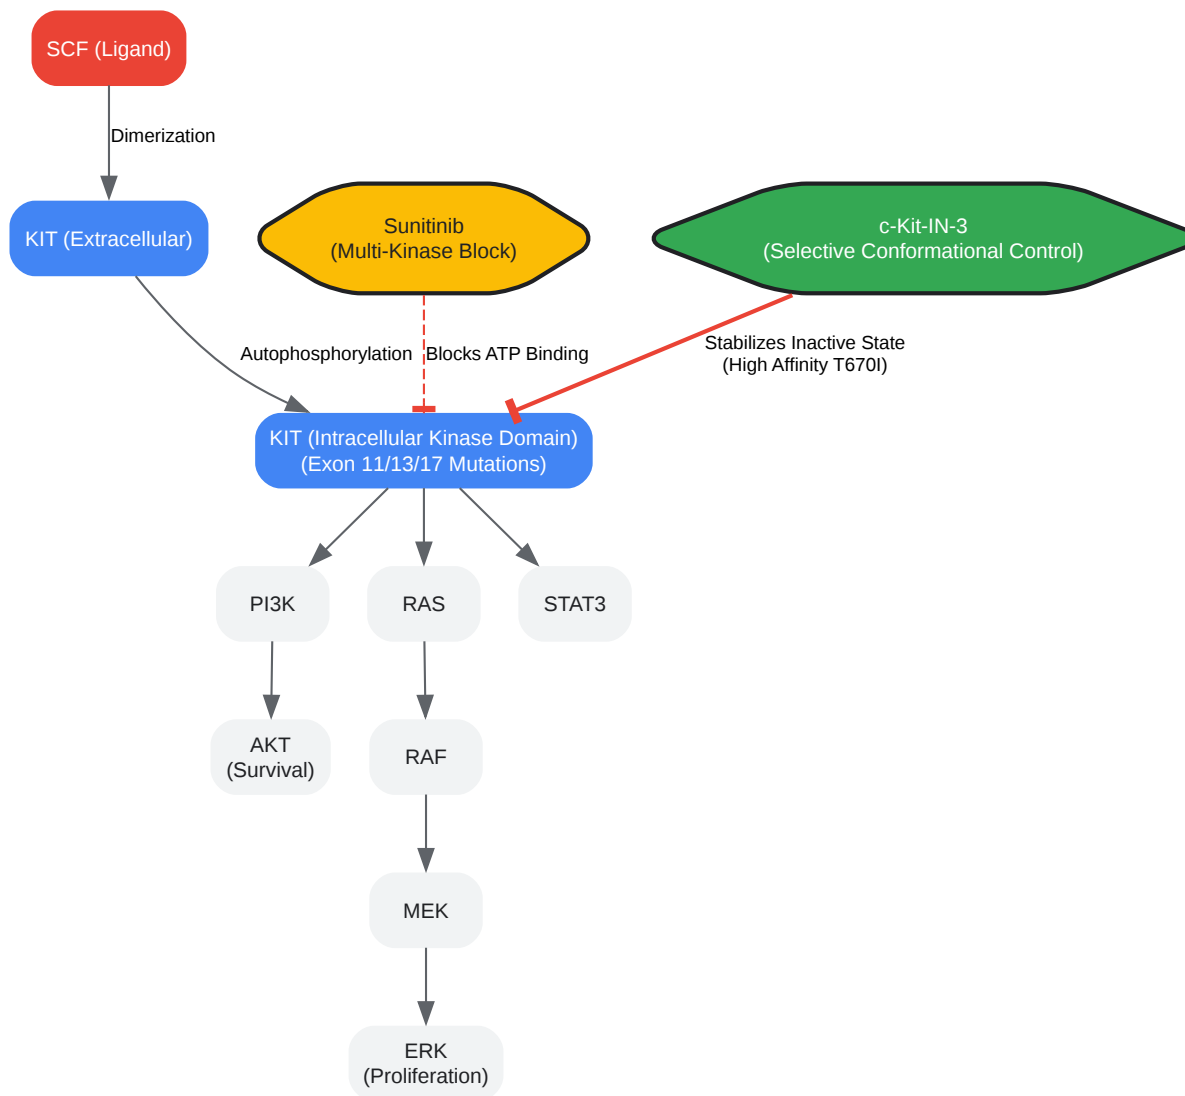 SCF (Ligand)
Dimerization
KIT (Extracellular)
Sunitinib
(Multi-Kinase Block)
c-Kit-IN-3
(Selective Conformational Control)
Autophosphorylation
Blocks ATP Binding
Stabilizes Inactive State
(High Affinity T670I)
KIT (Intracellular Kinase Domain)
(Exon 11/13/17 Mutations)
PI3K
RAS
STAT3
AKT
(Survival)
RAF
MEK
ERK
(Proliferation)